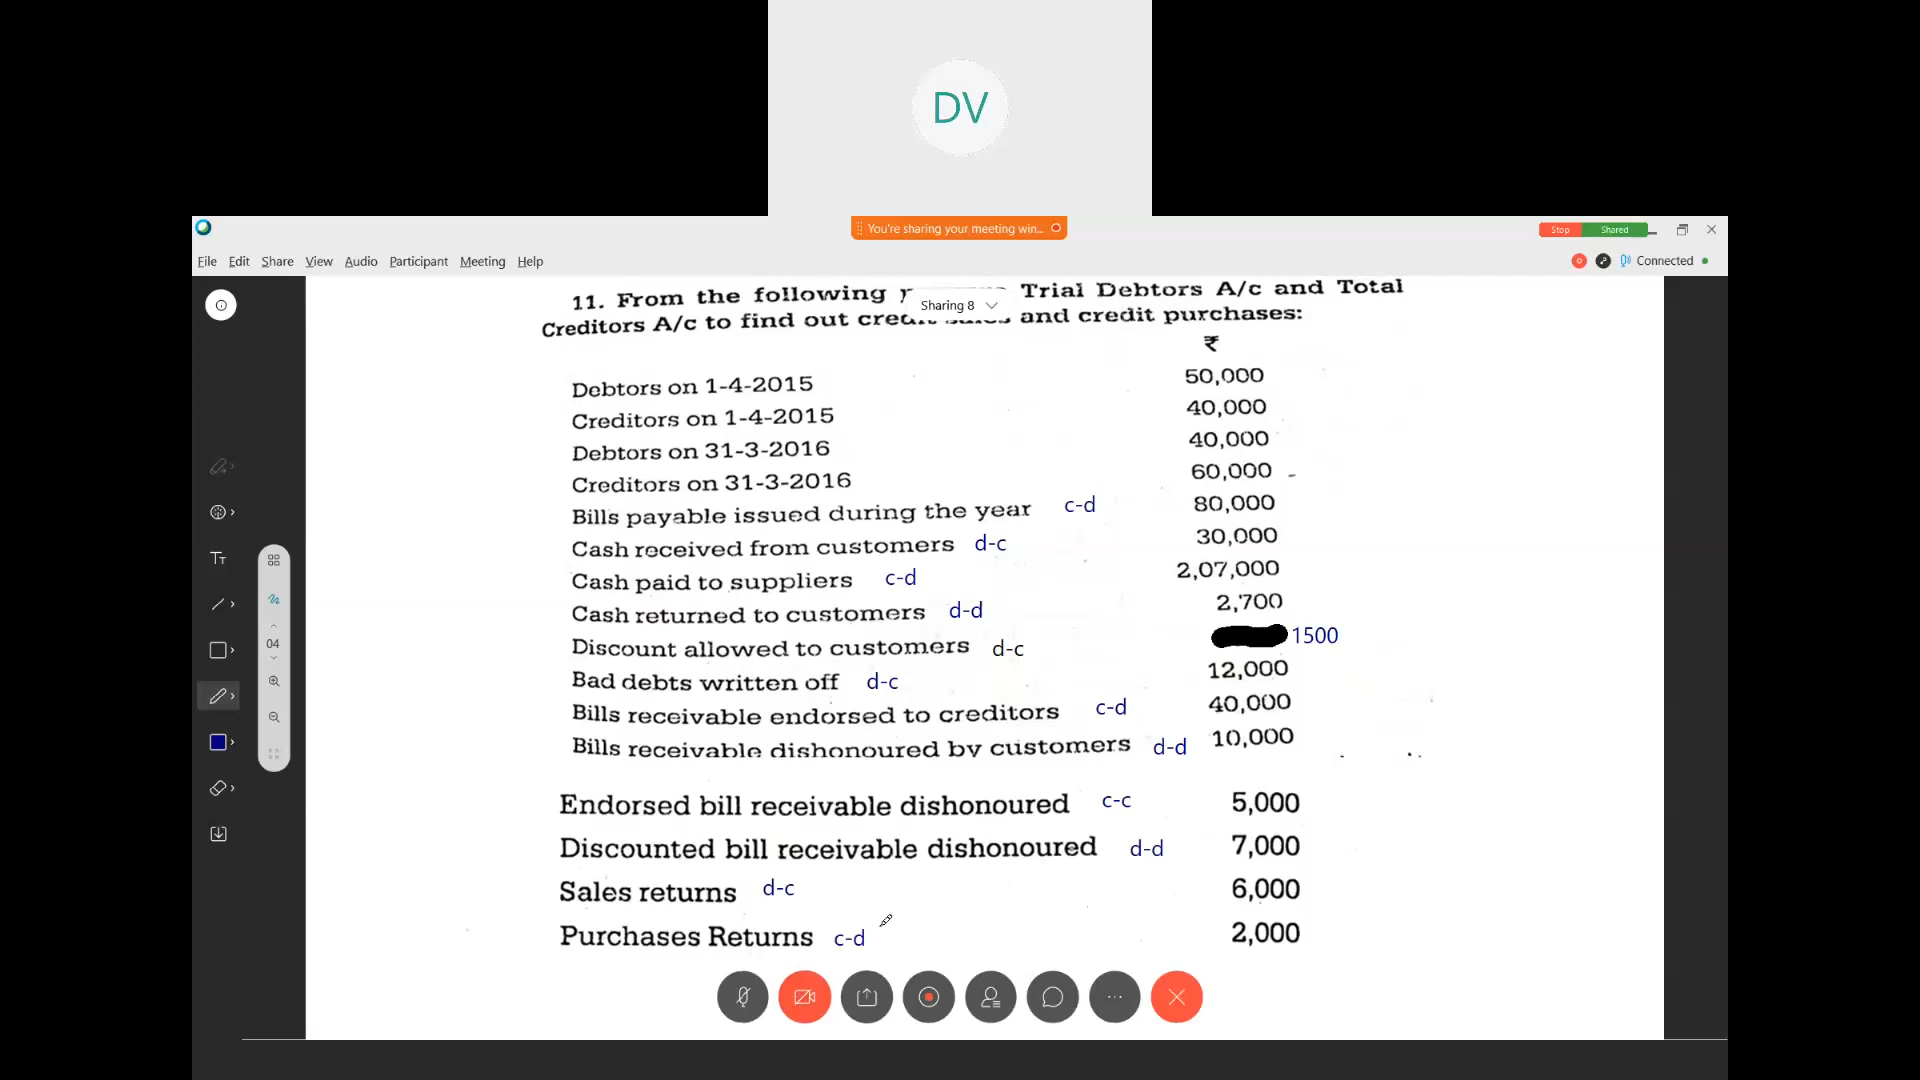 DV
You're sharing your meeting win...
Stop Shared
File Edit Share View Audio Participant Meeting Help
Connected
Sharing 8
11. From the following Trial Debtors A/c and Total
Creditors A/c to find out credit and credit purchases:
₹
Debtors on 1-4-2015 50,000
Creditors on 1-4-2015 40,000
Debtors on 31-3-2016 40,000
Creditors on 31-3-2016 60,000
Bills payable issued during the year c-d 80,000
Cash received from customers d-c 30,000
Cash paid to suppliers c-d 2,07,000
Cash returned to customers d-d 2,700
Discount allowed to customers d-c 1500
Bad debts written off d-c 12,000
Bills receivable endorsed to creditors c-d 40,000
Bills receivable dishonoured by customers d-d 10,000
Endorsed bill receivable dishonoured c-c 5,000
Discounted bill receivable dishonoured d-d 7,000
Sales returns d-c 6,000
Purchases Returns c-d 2,000
TT
04